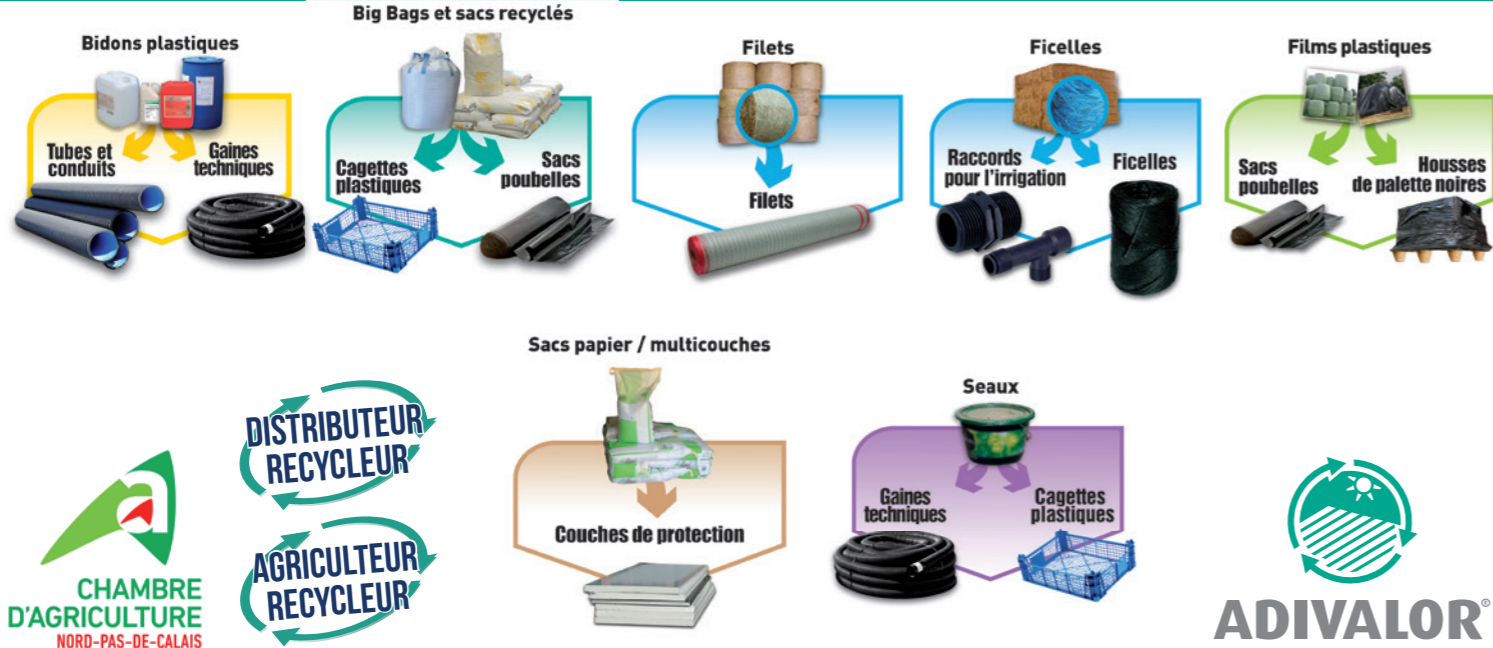 Bidons plastiques
Tubes et
conduits
Gaines
techniques
Big Bags et sacs recyclés
Cagettes
plastiques
Sacs
poubelles
Filets
Filets
Ficelles
Raccords
pour l'irrigation
Ficelles
Films plastiques
Sacs
poubelles
Housses
de palette noires
Sacs papier / multicouches
Couches de protection
Seaux
Gaines
techniques
Cagettes
plastiques
CHAMBRE
D'AGRICULTURE
NORD-PAS-DE-CALAIS
DISTRIBUTEUR
RECYCLEUR
AGRICULTEUR
RECYCLEUR
ADIVALOR®